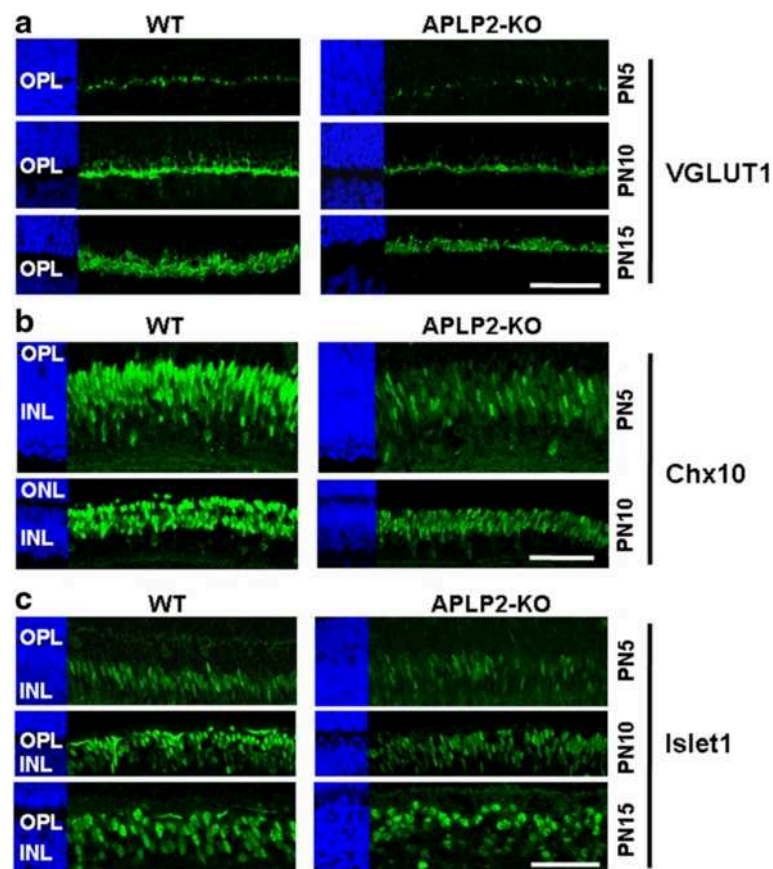 a
WT APLP2-KO
OPL PN5
OPL PN10
OPL PN15
VGLUT1
b
WT APLP2-KO
OPL
INL PN5
ONL
INL PN10
Chx10
c
WT APLP2-KO
OPL
INL PN5
OPL
INL PN10
OPL
INL PN15
Islet1